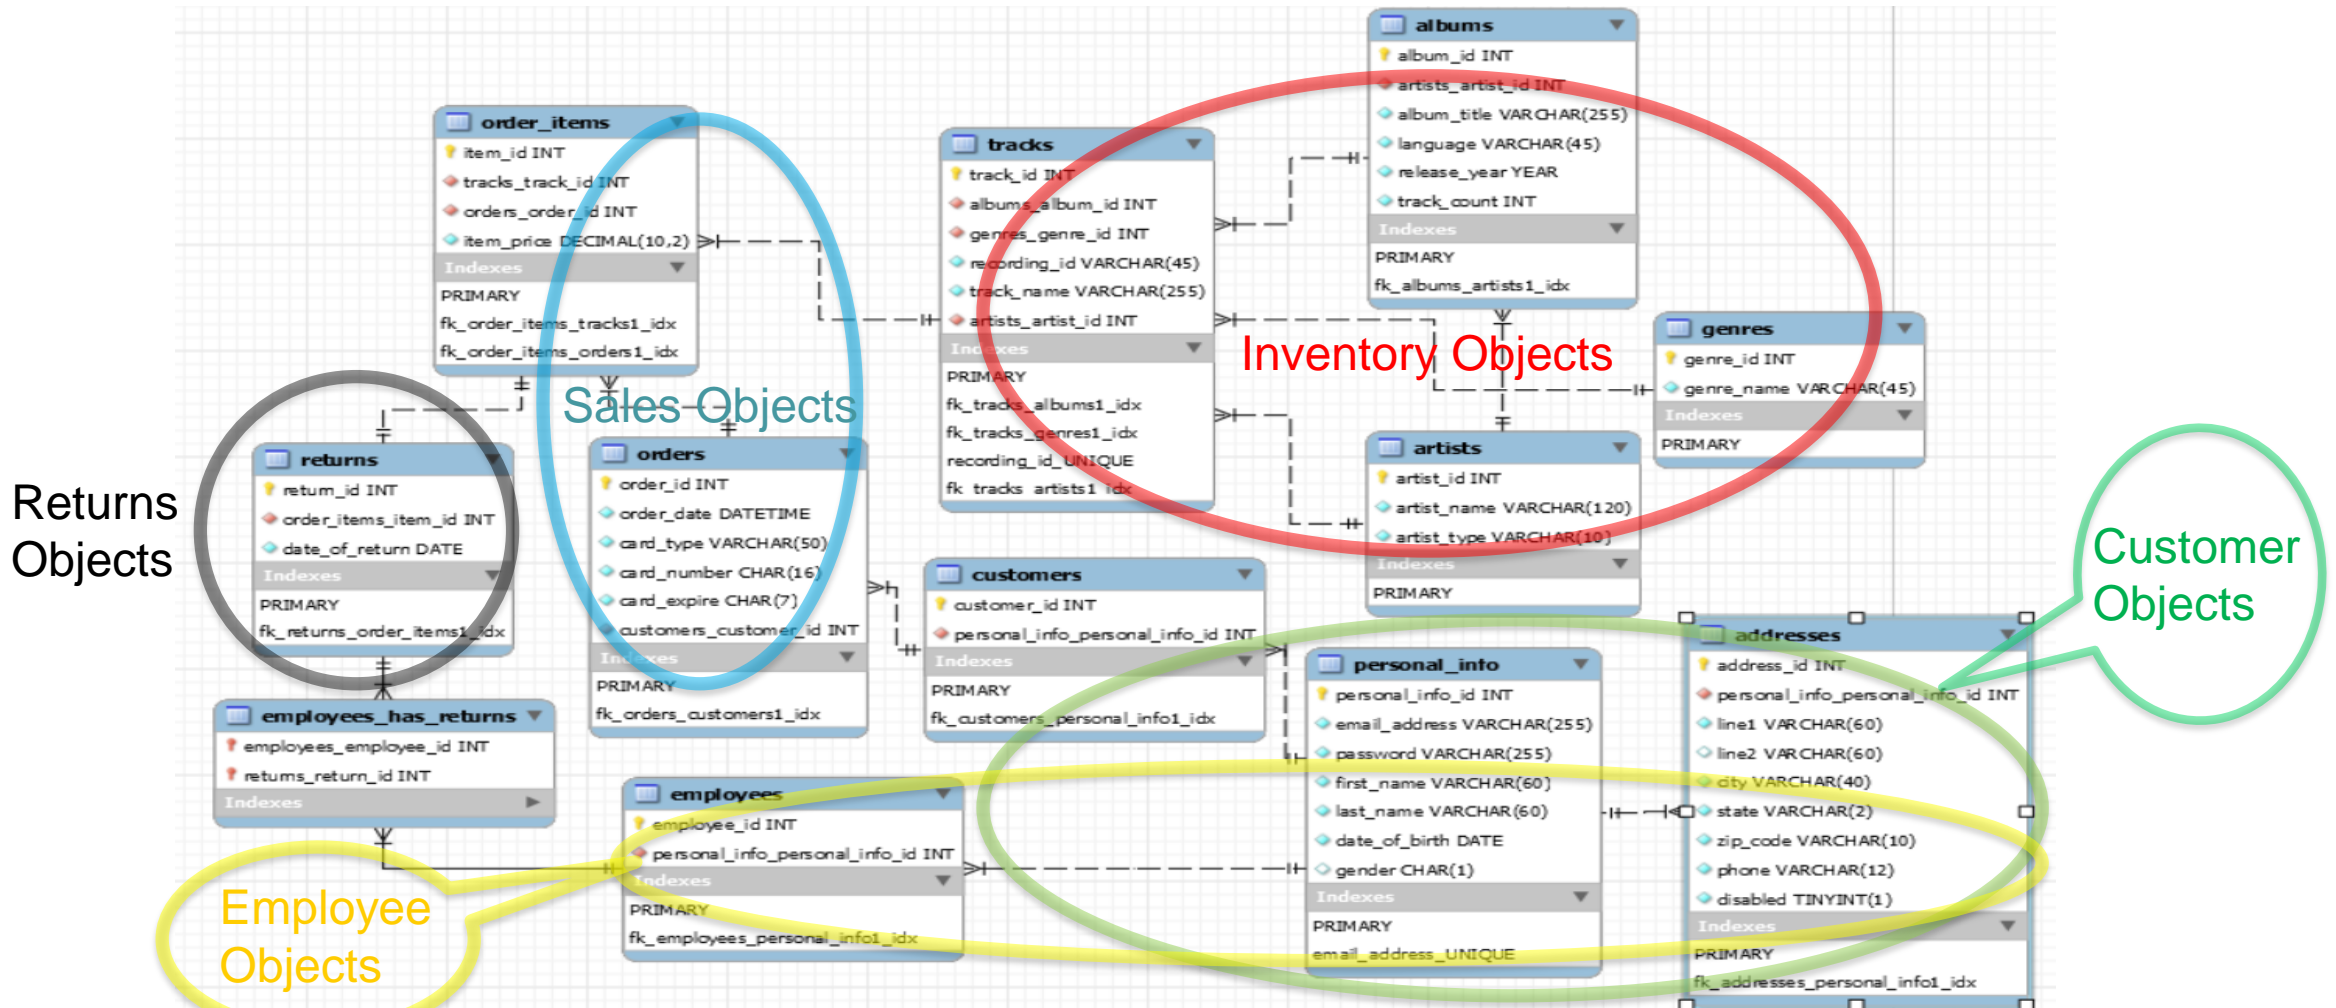 albums
album_id INT
artists_artist_id INT
album_title VARCHAR(255)
language VARCHAR(45)
release_year YEAR
track_count INT
Indexes
PRIMARY
fk_albums_artists1_idx
order_items
item_id INT
tracks_track_id INT
orders_order_id INT
item_price DECIMAL(10,2)
Indexes
PRIMARY
fk_order_items_tracks1_idx
fk_order_items_orders1_idx
tracks
track_id INT
albums_album_id INT
genres_genre_id INT
recording_id VARCHAR(45)
track_name VARCHAR(255)
artists_artist_id INT
Indexes
PRIMARY
fk_tracks_albums1_idx
fk_tracks_genres1_idx
recording_id_UNIQUE
fk_tracks_artists1_idx
Inventory Objects
genres
genre_id INT
genre_name VARCHAR(45)
Indexes
PRIMARY
Sales Objects
Returns
Objects
returns
return_id INT
order_items_item_id INT
date_of_return DATE
Indexes
PRIMARY
fk_returns_order_items1_idx
orders
order_id INT
order_date DATETIME
card_type VARCHAR(50)
card_number CHAR(16)
card_expire CHAR(7)
customers_customer_id INT
Indexes
PRIMARY
fk_orders_customers1_idx
artists
artist_id INT
artist_name VARCHAR(120)
artist_type VARCHAR(10)
Indexes
PRIMARY
customers
customer_id INT
personal_info_personal_info_id INT
Indexes
PRIMARY
fk_customers_personal_info1_idx
Customer
Objects
personal_info
personal_info_id INT
email_address VARCHAR(255)
password VARCHAR(255)
first_name VARCHAR(60)
last_name VARCHAR(60)
date_of_birth DATE
gender CHAR(1)
Indexes
PRIMARY
email_address_UNIQUE
addresses
address_id INT
personal_info_personal_info_id INT
line1 VARCHAR(60)
line2 VARCHAR(60)
city VARCHAR(40)
state VARCHAR(2)
zip_code VARCHAR(10)
phone VARCHAR(12)
disabled TINYINT(1)
Indexes
PRIMARY
fk_addresses_personal_info1_idx
employees_has_returns
employees_employee_id INT
returns_return_id INT
Indexes
employees
employee_id INT
personal_info_personal_info_id INT
Indexes
PRIMARY
fk_employees_personal_info1_idx
Employee
Objects